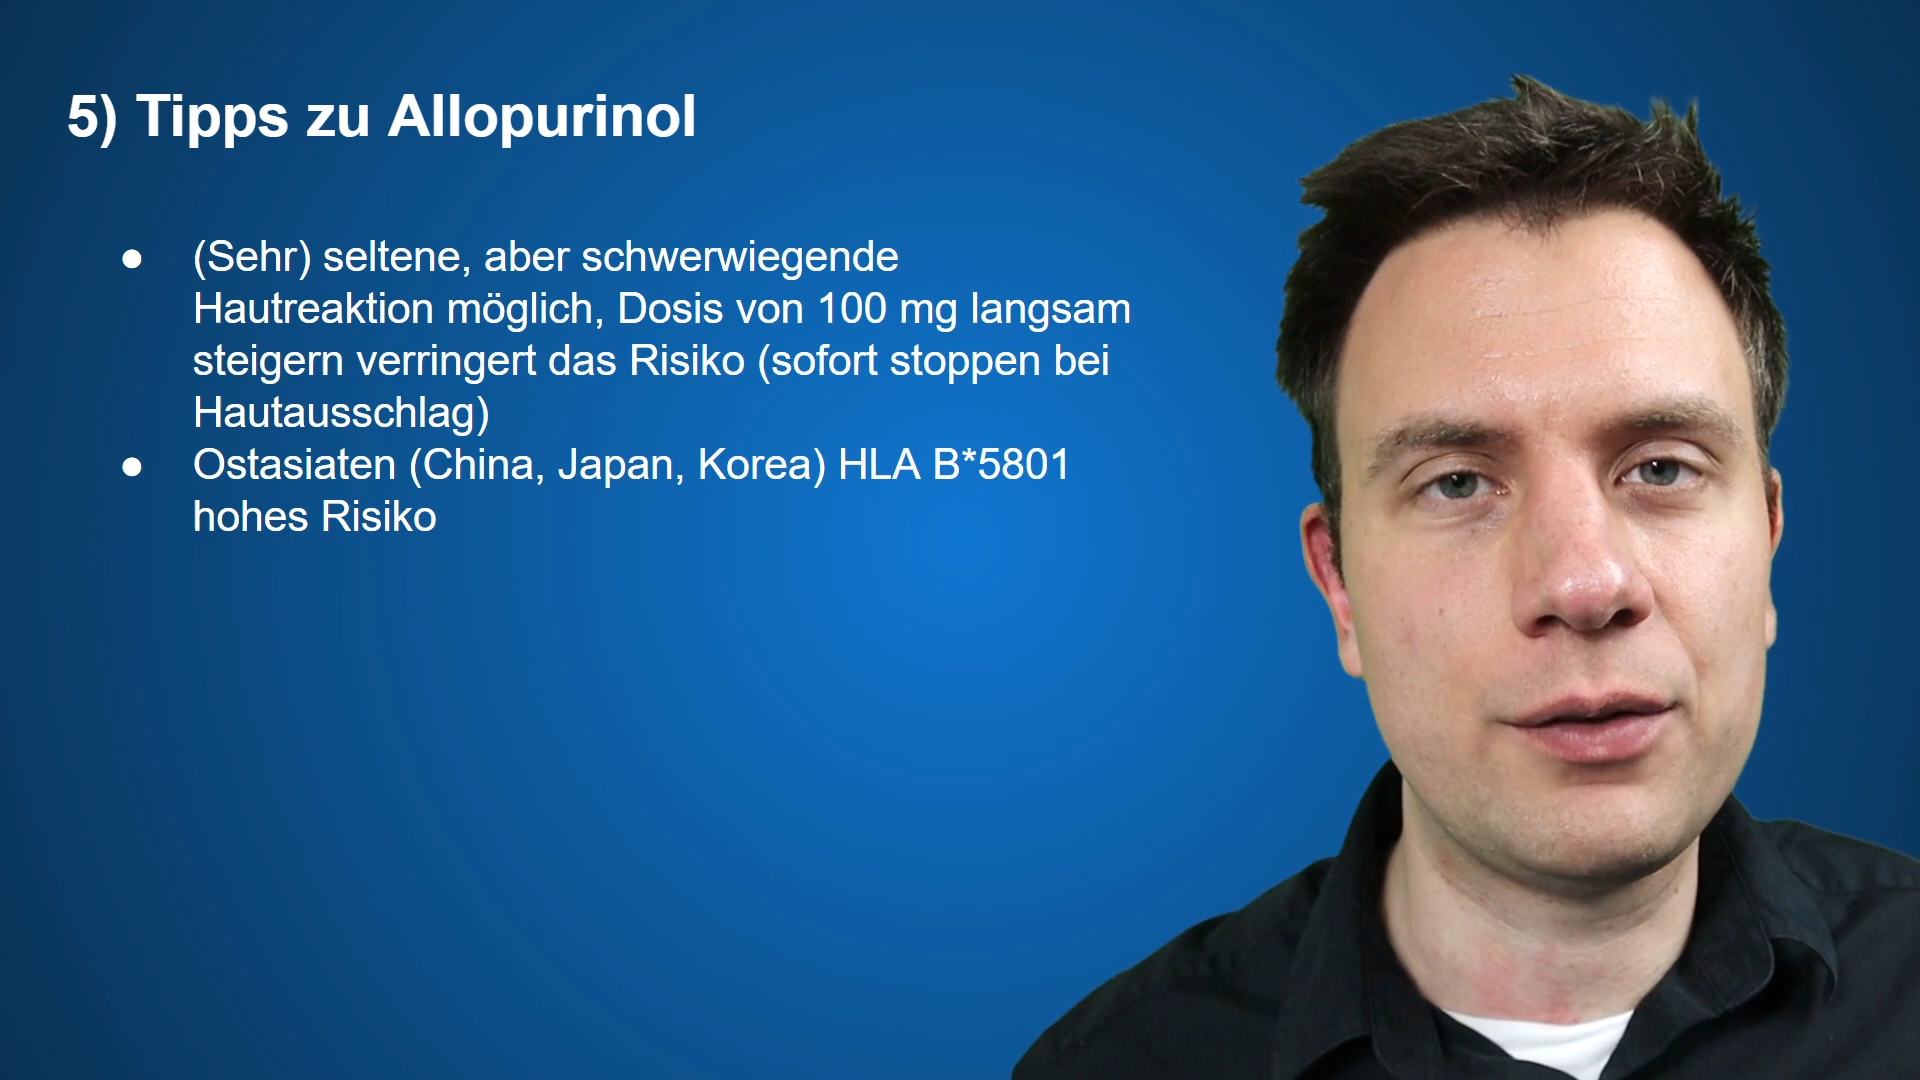 5) Tipps zu Allopurinol
● (Sehr) seltene, aber schwerwiegende
Hautreaktion möglich, Dosis von 100 mg langsam
steigern verringert das Risiko (sofort stoppen bei
Hautausschlag)
● Ostasiaten (China, Japan, Korea) HLA B*5801
hohes Risiko